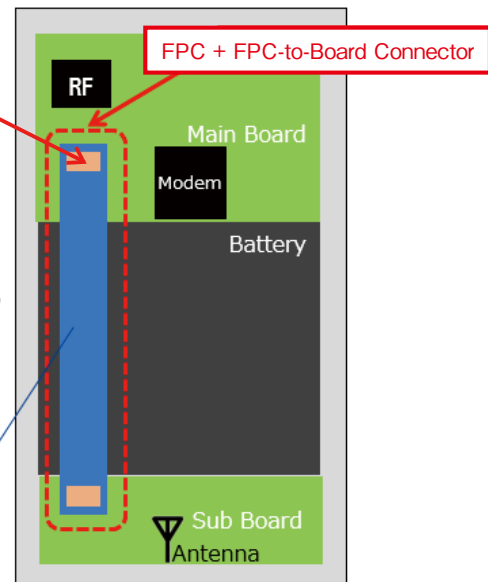 FPC + FPC-to-Board Connector
RF
Main Board
Modem
Battery
Sub Board
Antenna